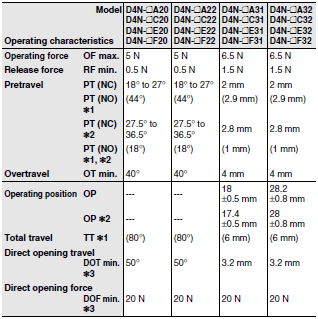 Model D4N-❏A20 D4N-❏A22 D4N-❏A31 D4N-❏A32
D4N-❏C20 D4N-❏C22 D4N-❏C31 D4N-❏C32
D4N-❏E20 D4N-❏E22 D4N-❏E31 D4N-❏E32
Operating characteristics D4N-❏F20 D4N-❏F22 D4N-❏F31 D4N-❏F32
Operating force OF max. 5 N 5 N 6.5 N 6.5 N
Release force RF min. 0.5 N 0.5 N 1.5 N 1.5 N
Pretravel PT (NC) 18° to 27° 18° to 27° 2 mm 2 mm
PT (NO) (44°) (44°) (2.9 mm) (2.9 mm)
*1
PT (NC) 27.5° to 27.5° to 2.8 mm 2.8 mm
*2 36.5° 36.5°
PT (NO) (18°) (18°) (1 mm) (1 mm)
*1, *2
Overtravel OT min. 40° 40° 4 mm 4 mm
Operating position OP --- --- 18 28.2
±0.5 mm ±0.8 mm
OP *2 --- --- 17.4 28
±0.5 mm ±0.8 mm
Total travel TT *1 (80°) (80°) (6 mm) (6 mm)
Direct opening travel
DOT min. 50° 50° 3.2 mm 3.2 mm
*3
Direct opening force
DOF min. 20 N 20 N 20 N 20 N
*3